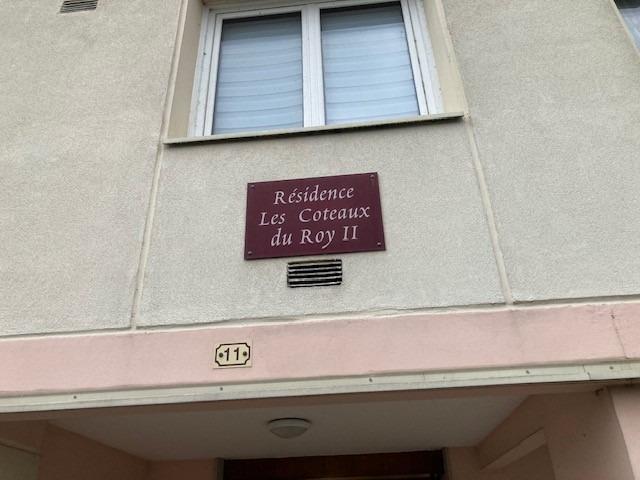 Résidence
Les Coteaux
du Roy II
11